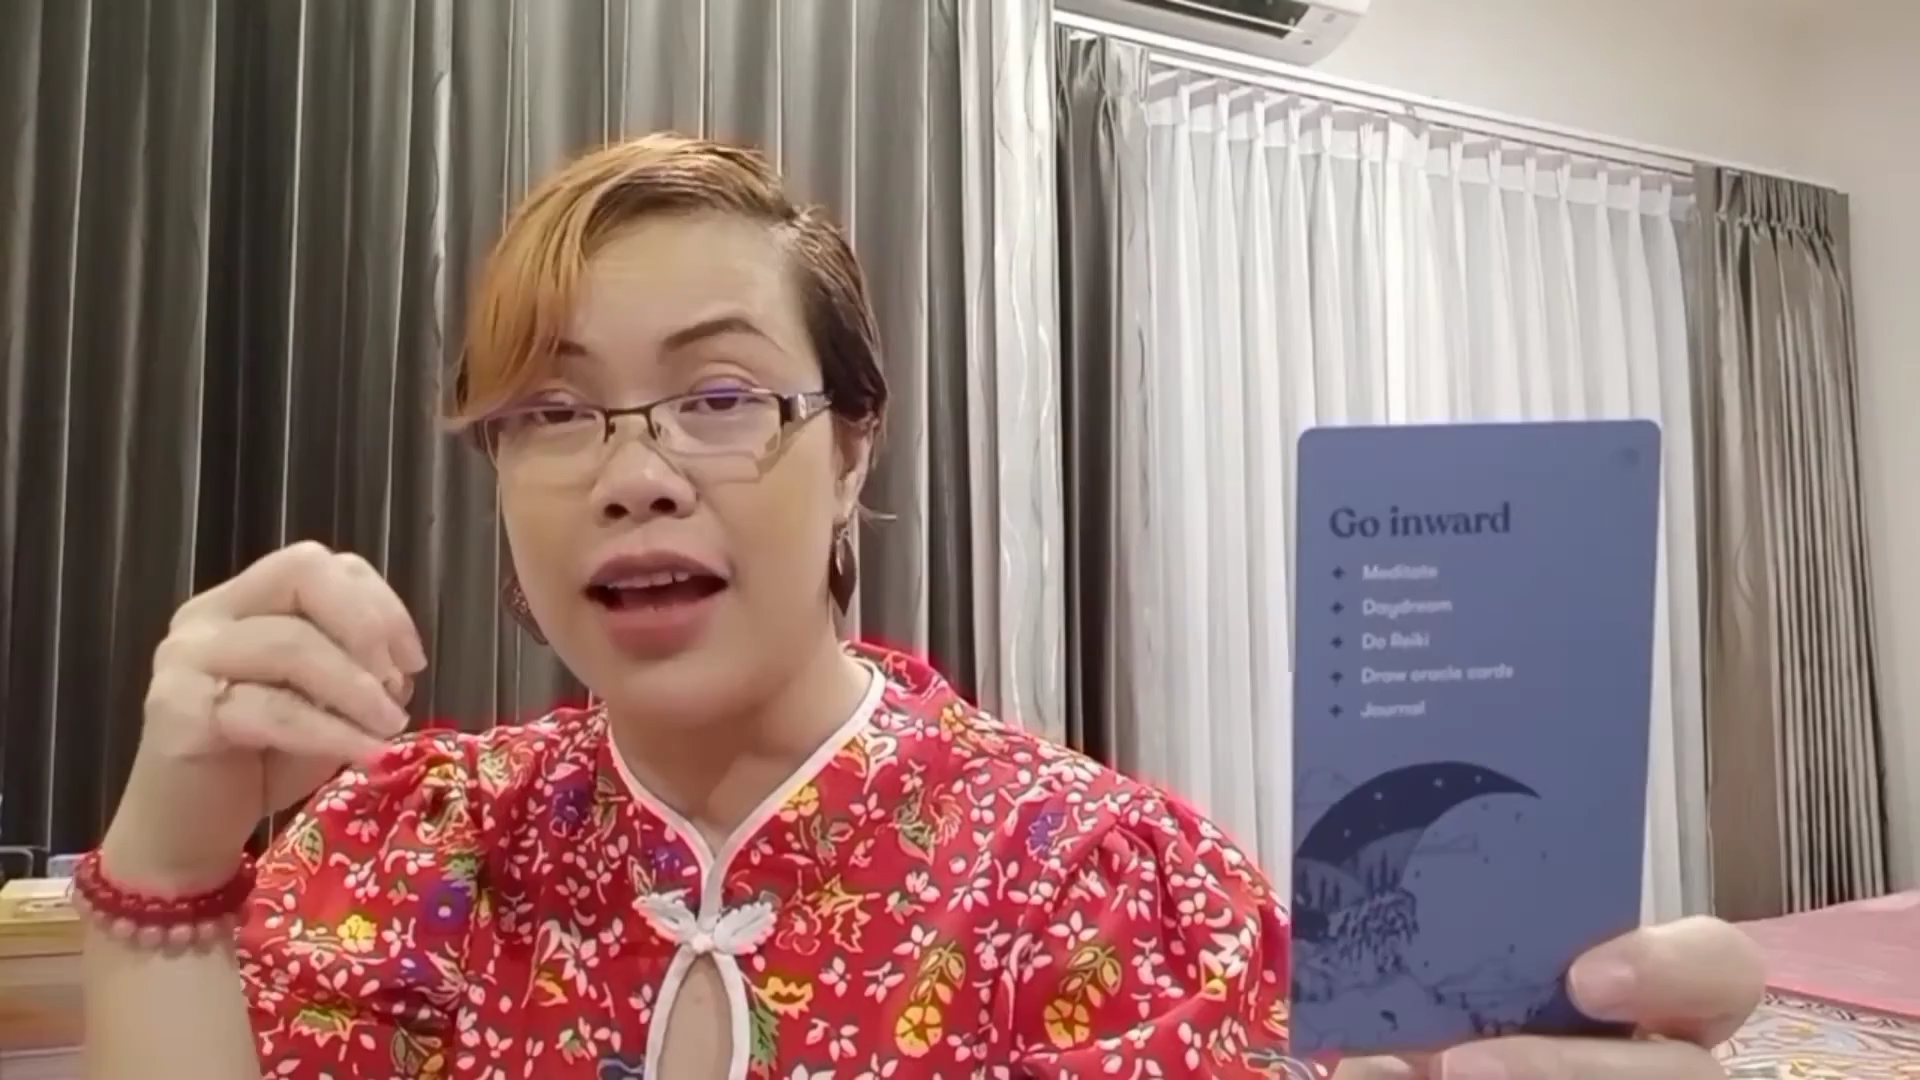 Go inward
Meditate
Daydream
Do Reiki
Draw oracle cards
Journal